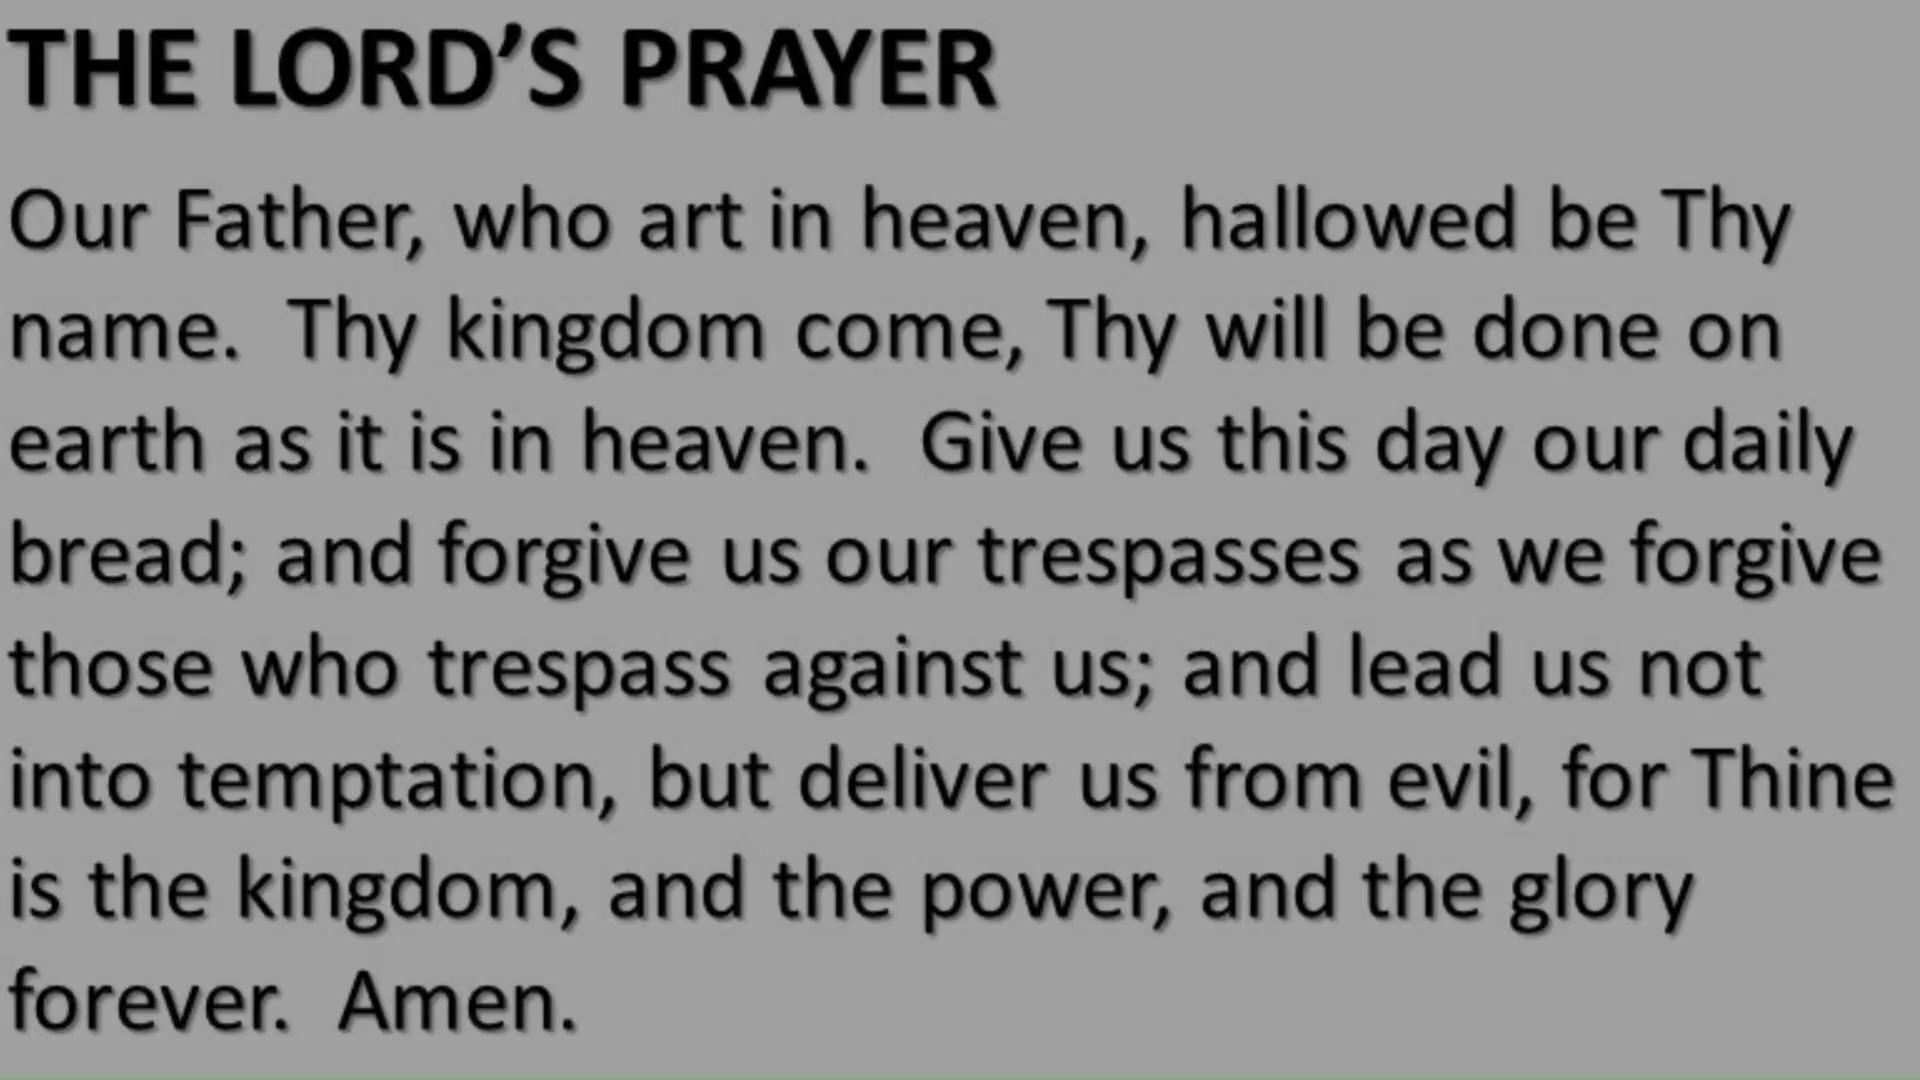 THE LORD’S PRAYER
Our Father, who art in heaven, hallowed be Thy
name.  Thy kingdom come, Thy will be done on
earth as it is in heaven.  Give us this day our daily
bread; and forgive us our trespasses as we forgive
those who trespass against us; and lead us not
into temptation, but deliver us from evil, for Thine
is the kingdom, and the power, and the glory
forever.  Amen.